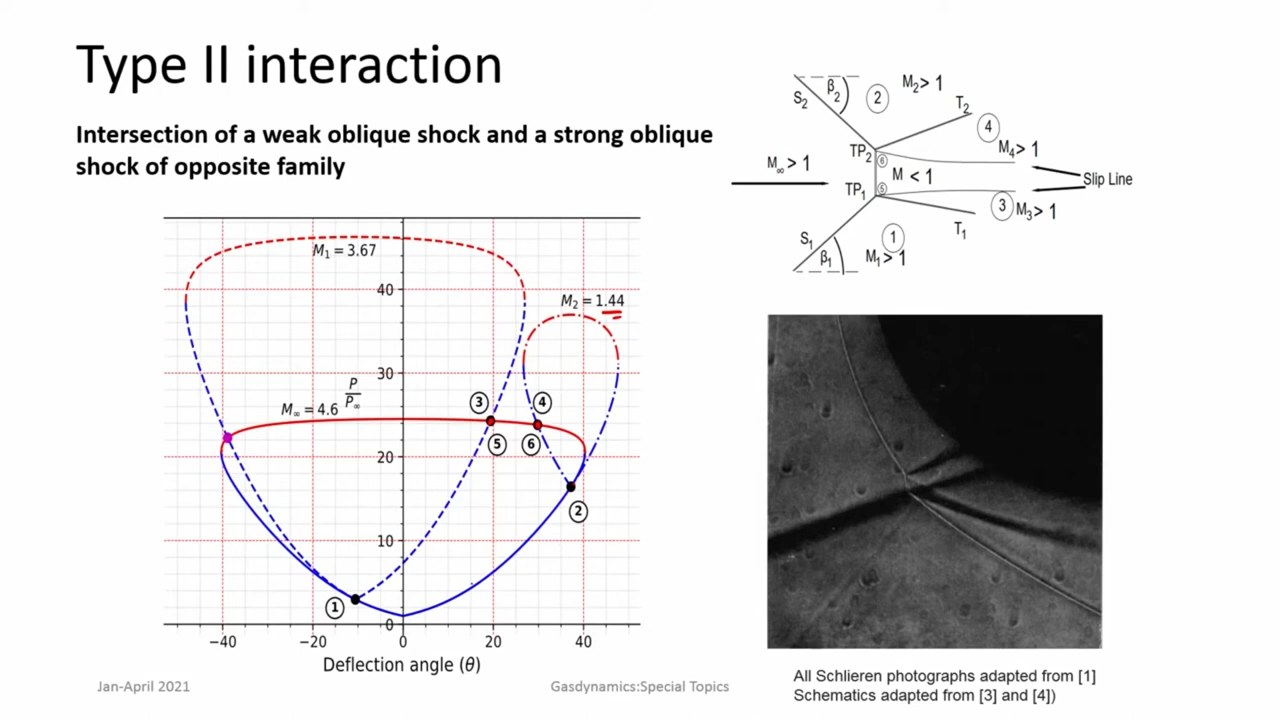 Type II interaction
Intersection of a weak oblique shock and a strong oblique
shock of opposite family
M₁ = 3.67
M₂ = 1.44
M∞ = 4.6
P
P∞
40
30
20
10
0
3
4
5
6
2
1
−40
−20
0
20
40
Deflection angle (θ)
S₂
β₂
2
M₂> 1
T₂
4
M₄> 1
TP₂
6
M∞> 1
M < 1
Slip Line
TP₁
5
3
M₃> 1
T₁
S₁
β₁
1
M₁> 1
All Schlieren photographs adapted from [1]
Schematics adapted from [3] and [4])
Jan-April 2021
Gasdynamics:Special Topics